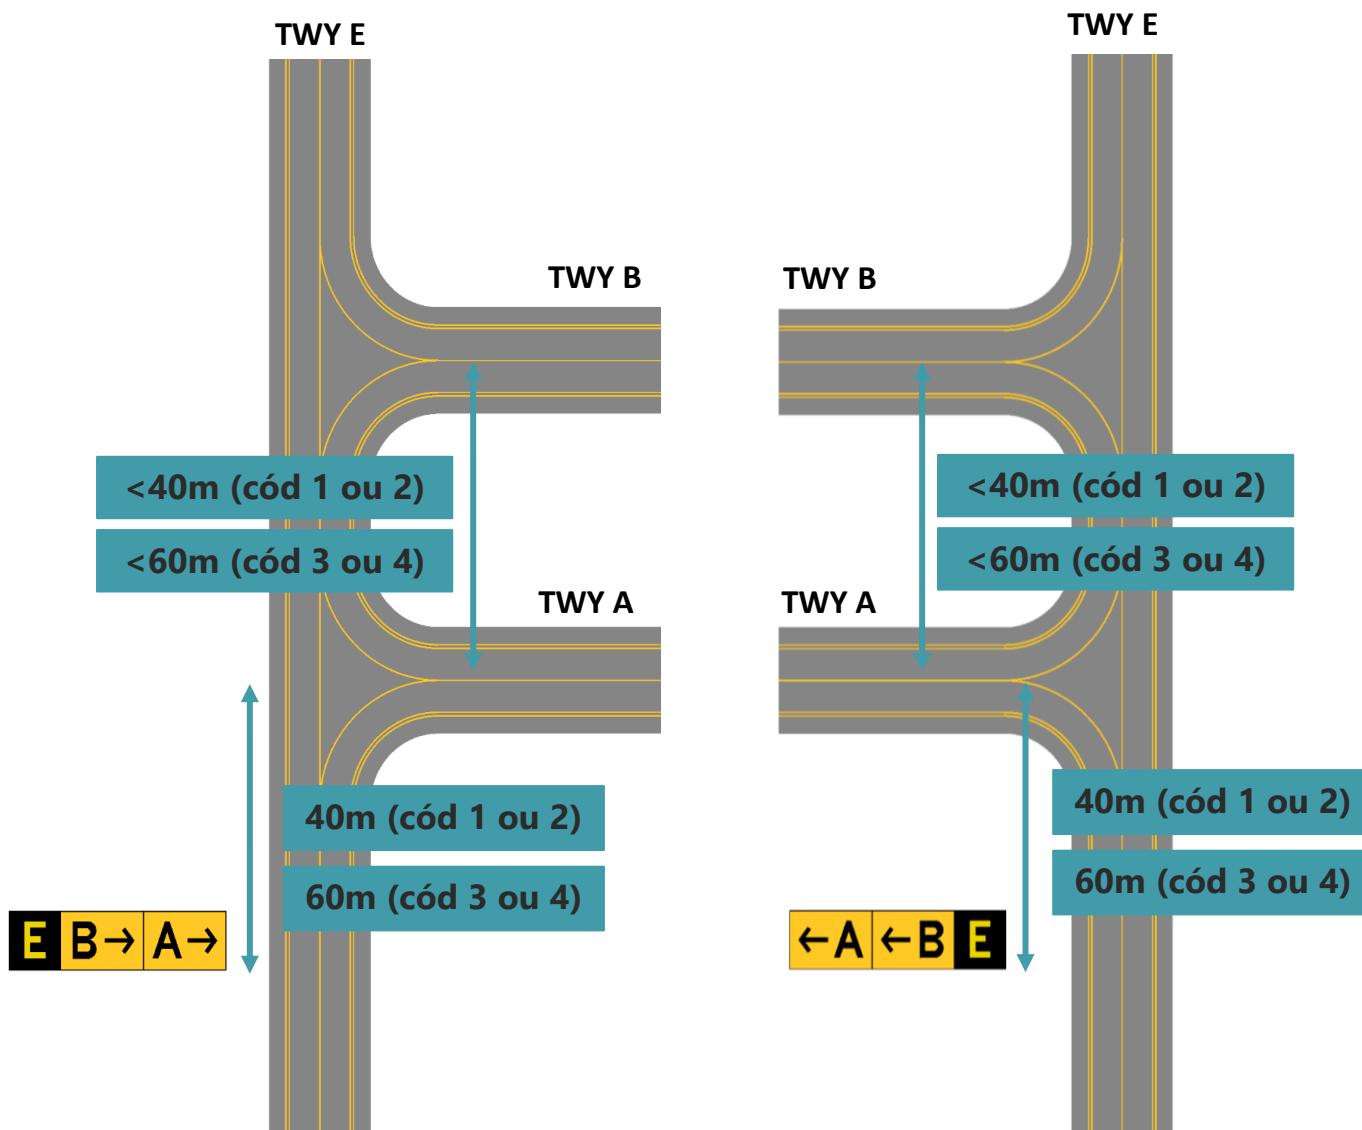 TWY E
TWY B
<40m (cód 1 ou 2)
<60m (cód 3 ou 4)
TWY A
40m (cód 1 ou 2)
60m (cód 3 ou 4)
E B→ A→
TWY E
TWY B
<40m (cód 1 ou 2)
<60m (cód 3 ou 4)
TWY A
40m (cód 1 ou 2)
60m (cód 3 ou 4)
←A ←B E